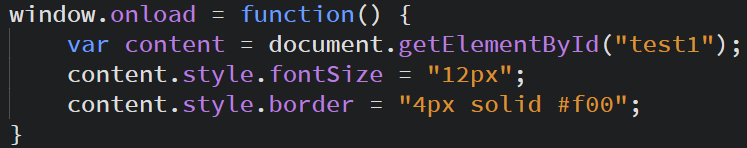 window.onload = function() {
    var content = document.getElementById("test1");
    content.style.fontSize = "12px";
    content.style.border = "4px solid #f00";
}